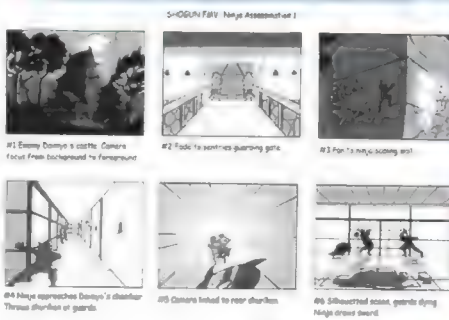 SHOGUN FMV: Ninja Assassination 1
#1 Enemy Daimyo's castle. Camera
focus from background to foreground
#2 Fade to sentries guarding gate.
#3 Pan to ninja scaling wall.
#4 Ninja approaches Daimyo's chamber
Throws shuriken at guards.
#5 Camera linked to rear shuriken.
#6 Silhouetted scene, guards dying
Ninja draws sword.